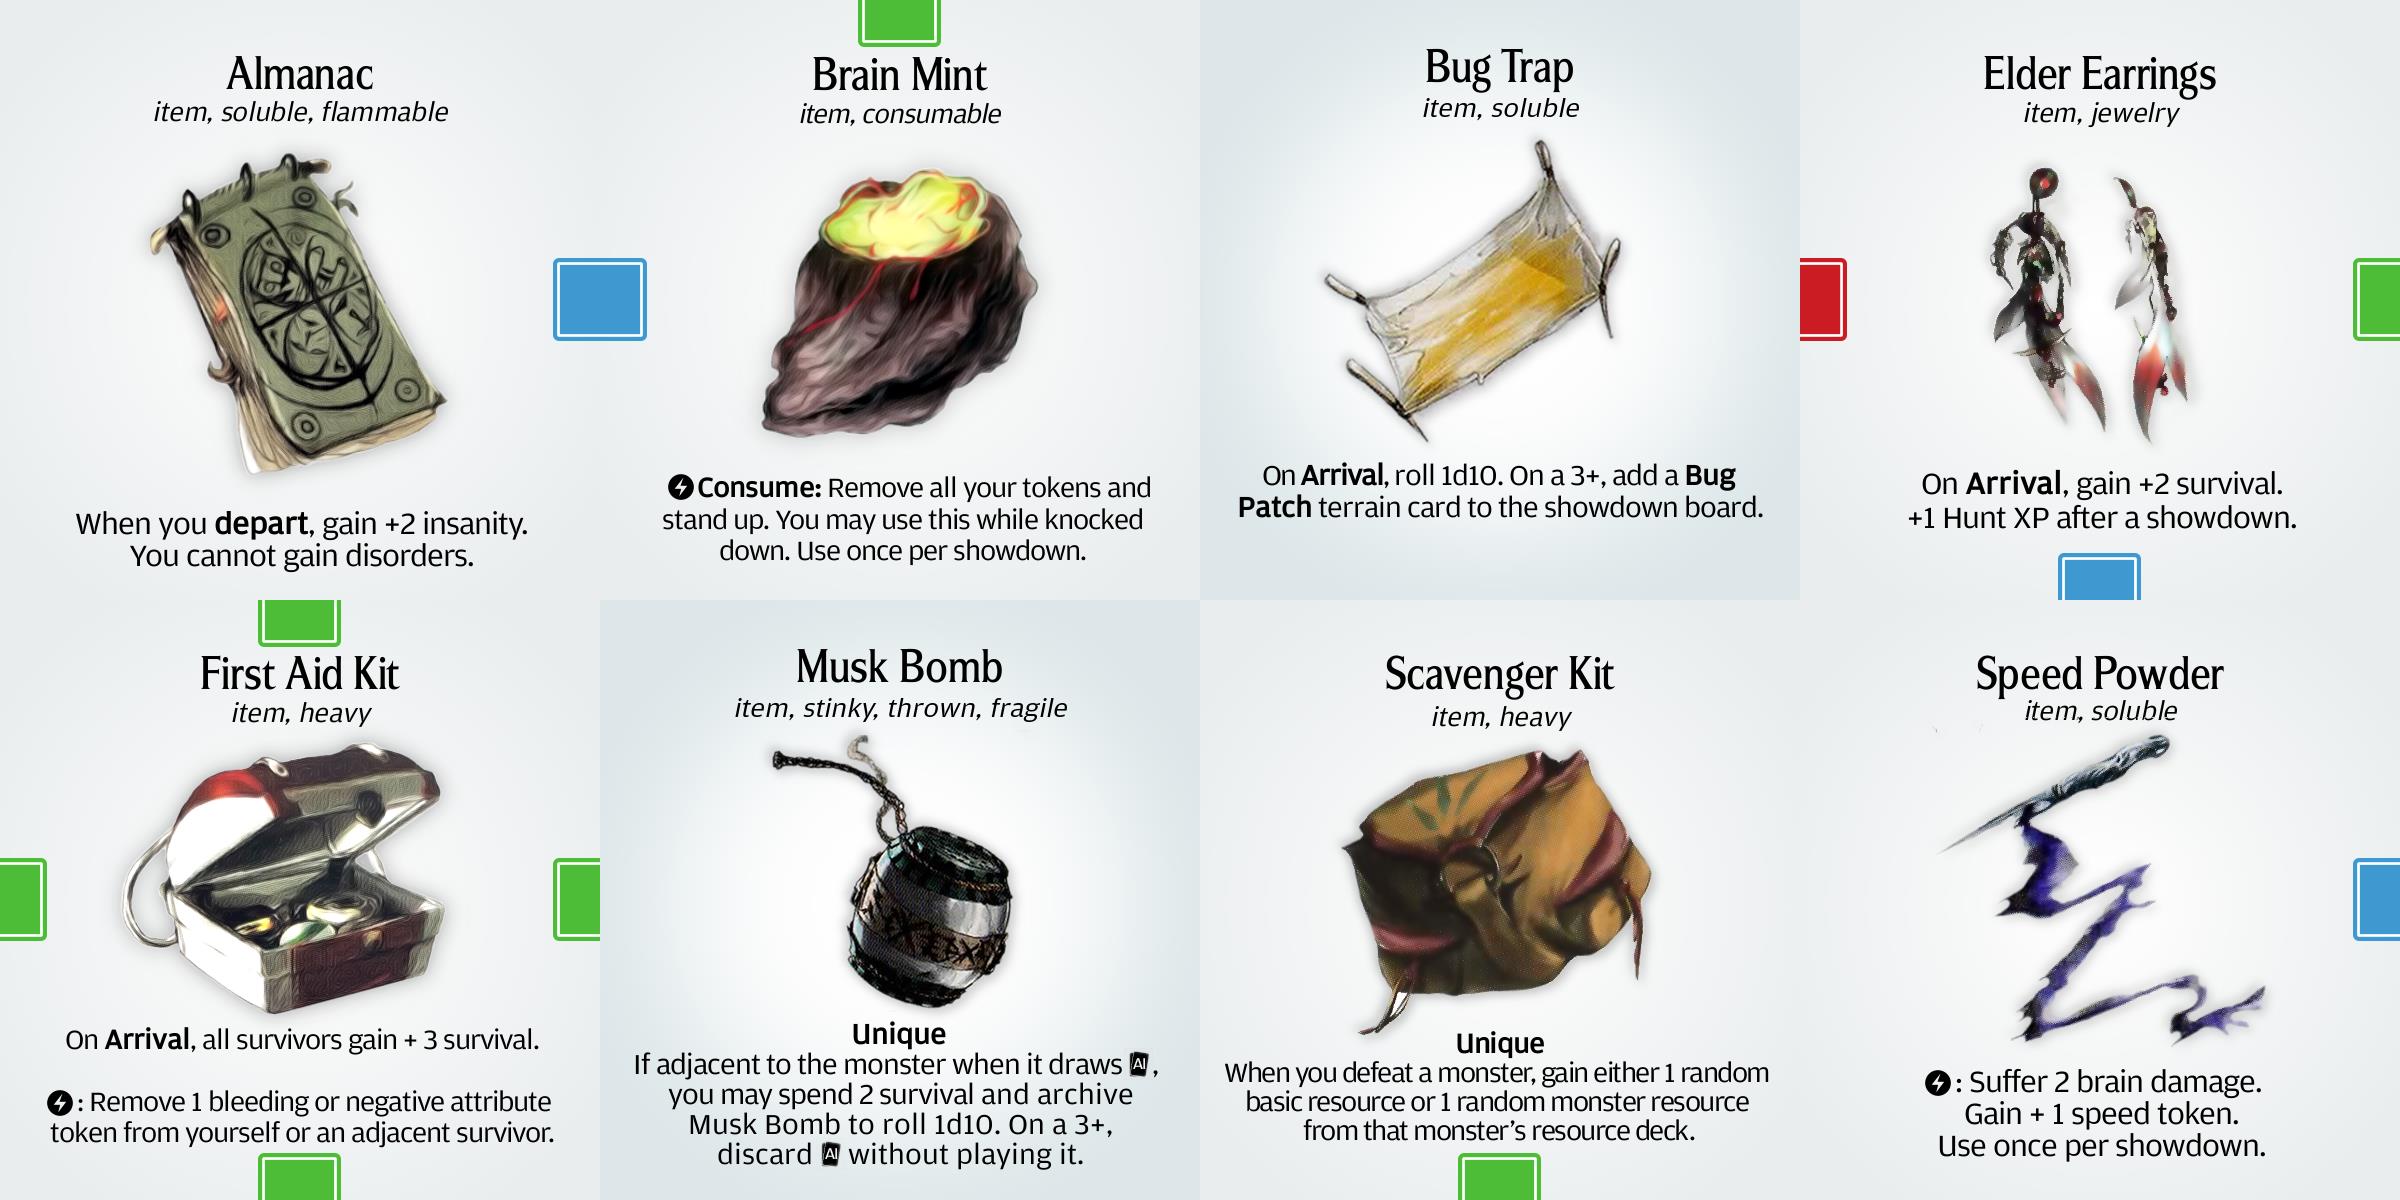 Almanac
item, soluble, flammable
When you depart, gain +2 insanity.
You cannot gain disorders.
Brain Mint
item, consumable
Consume: Remove all your tokens and
stand up. You may use this while knocked
down. Use once per showdown.
Bug Trap
item, soluble
On Arrival, roll 1d10. On a 3+, add a Bug
Patch terrain card to the showdown board.
Elder Earrings
item, jewelry
On Arrival, gain +2 survival.
+1 Hunt XP after a showdown.
First Aid Kit
item, heavy
On Arrival, all survivors gain + 3 survival.
: Remove 1 bleeding or negative attribute
token from yourself or an adjacent survivor.
Musk Bomb
item, stinky, thrown, fragile
Unique
If adjacent to the monster when it draws AI,
you may spend 2 survival and archive
Musk Bomb to roll 1d10. On a 3+,
discard AI without playing it.
Scavenger Kit
item, heavy
Unique
When you defeat a monster, gain either 1 random
basic resource or 1 random monster resource
from that monster's resource deck.
Speed Powder
item, soluble
: Suffer 2 brain damage.
Gain + 1 speed token.
Use once per showdown.